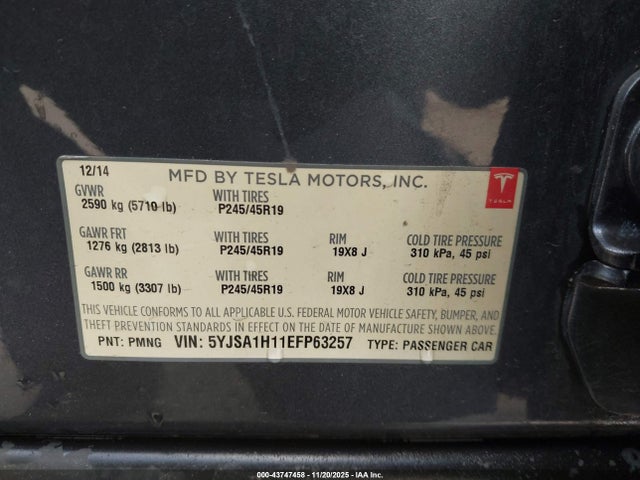 12/14 MFD BY TESLA MOTORS, INC.
TESLA
GVWR WITH TIRES
2590 kg (5710 lb) P245/45R19
GAWR FRT WITH TIRES RIM COLD TIRE PRESSURE
1276 kg (2813 lb) P245/45R19 19X8 J 310 kPa, 45 psi
GAWR RR WITH TIRES RIM COLD TIRE PRESSURE
1500 kg (3307 lb) P245/45R19 19X8 J 310 kPa, 45 psi
THIS VEHICLE CONFORMS TO ALL APPLICABLE U.S. FEDERAL MOTOR VEHICLE SAFETY, BUMPER, AND
THEFT PREVENTION STANDARDS IN EFFECT ON THE DATE OF MANUFACTURE SHOWN ABOVE.
PNT: PMNG VIN: 5YJSA1H11EFP63257 TYPE: PASSENGER CAR
000-43747458 - 11/20/2025 - IAA Inc.